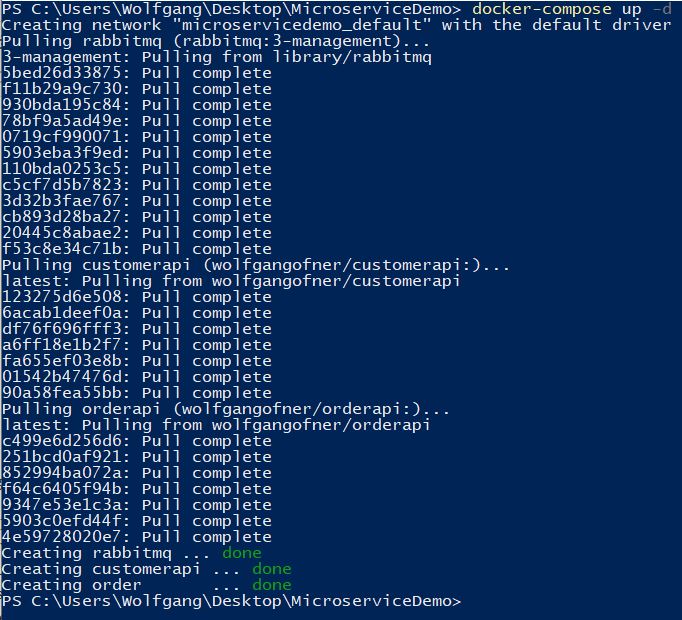 PS C:\Users\Wolfgang\Desktop\MicroserviceDemo> docker-compose up -d
Creating network "microservicedemo_default" with the default driver
Pulling rabbitmq (rabbitmq:3-management)...
3-management: Pulling from library/rabbitmq
5bed26d33875: Pull complete
f11b29a9c730: Pull complete
930bda195c84: Pull complete
78bf9a5ad49e: Pull complete
0719cf990071: Pull complete
5903eba3f9ed: Pull complete
110bda0253c5: Pull complete
c5cf7d5b7823: Pull complete
3d32b3fae767: Pull complete
cb893d28ba27: Pull complete
20445c8abae2: Pull complete
f53c8e34c71b: Pull complete
Pulling customerapi (wolfgangofner/customerapi:)...
latest: Pulling from wolfgangofner/customerapi
123275d6e508: Pull complete
6acab1deef0a: Pull complete
df76f696fff3: Pull complete
a6ff18e1b2f7: Pull complete
fa655ef03e8b: Pull complete
01542b47476d: Pull complete
90a58fea55bb: Pull complete
Pulling orderapi (wolfgangofner/orderapi:)...
latest: Pulling from wolfgangofner/orderapi
c499e6d256d6: Pull complete
251bcd0af921: Pull complete
852994ba072a: Pull complete
f64c6405f94b: Pull complete
9347e53e1c3a: Pull complete
5903c0efd44f: Pull complete
4e59728020e7: Pull complete
Creating rabbitmq ... done
Creating customerapi ... done
Creating order       ... done
PS C:\Users\Wolfgang\Desktop\MicroserviceDemo>